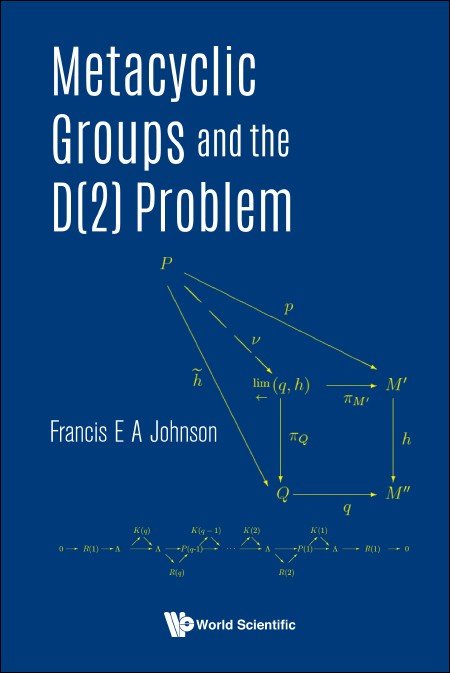 Metacyclic
Groups and the
D(2) Problem
P
p
ν
h̃
lim (q, h)
←
π_M′
M′
Francis E A Johnson
π_Q
h
Q
q
M″
K(q) K(q − 1) K(2) K(1)
0 → R(1) → Λ → Λ → P(q-1) → ··· → Λ → P(1) → Λ → R(1) → 0
R(q) R(2)
World Scientific